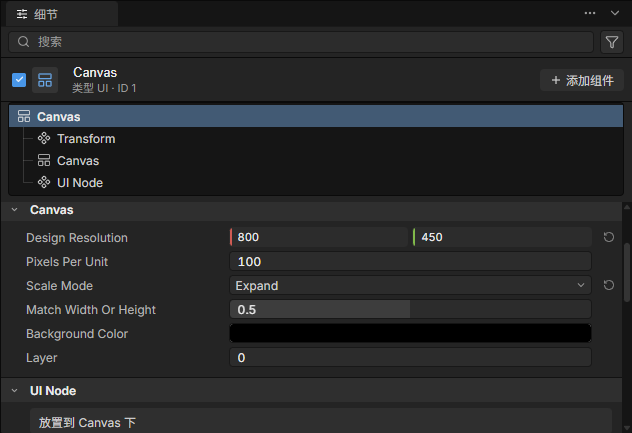 细节
搜索
Canvas
类型 UI · ID 1
添加组件
Canvas
Transform
Canvas
UI Node
Canvas
Design Resolution 800 450
Pixels Per Unit 100
Scale Mode Expand
Match Width Or Height 0.5
Background Color
Layer 0
UI Node
放置到 Canvas 下